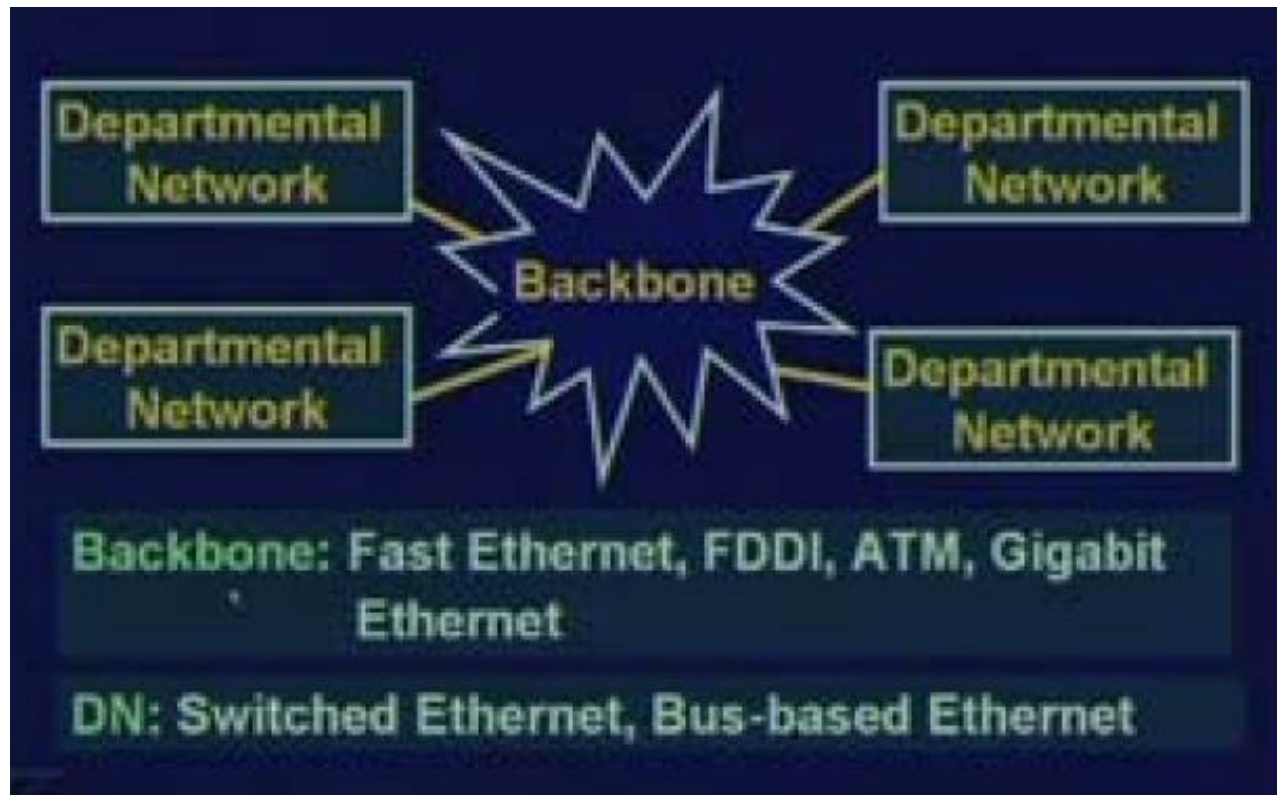 Departmental
Network
Departmental
Network
Backbone
Departmental
Network
Departmental
Network
Backbone: Fast Ethernet, FDDI, ATM, Gigabit
Ethernet
DN: Switched Ethernet, Bus-based Ethernet